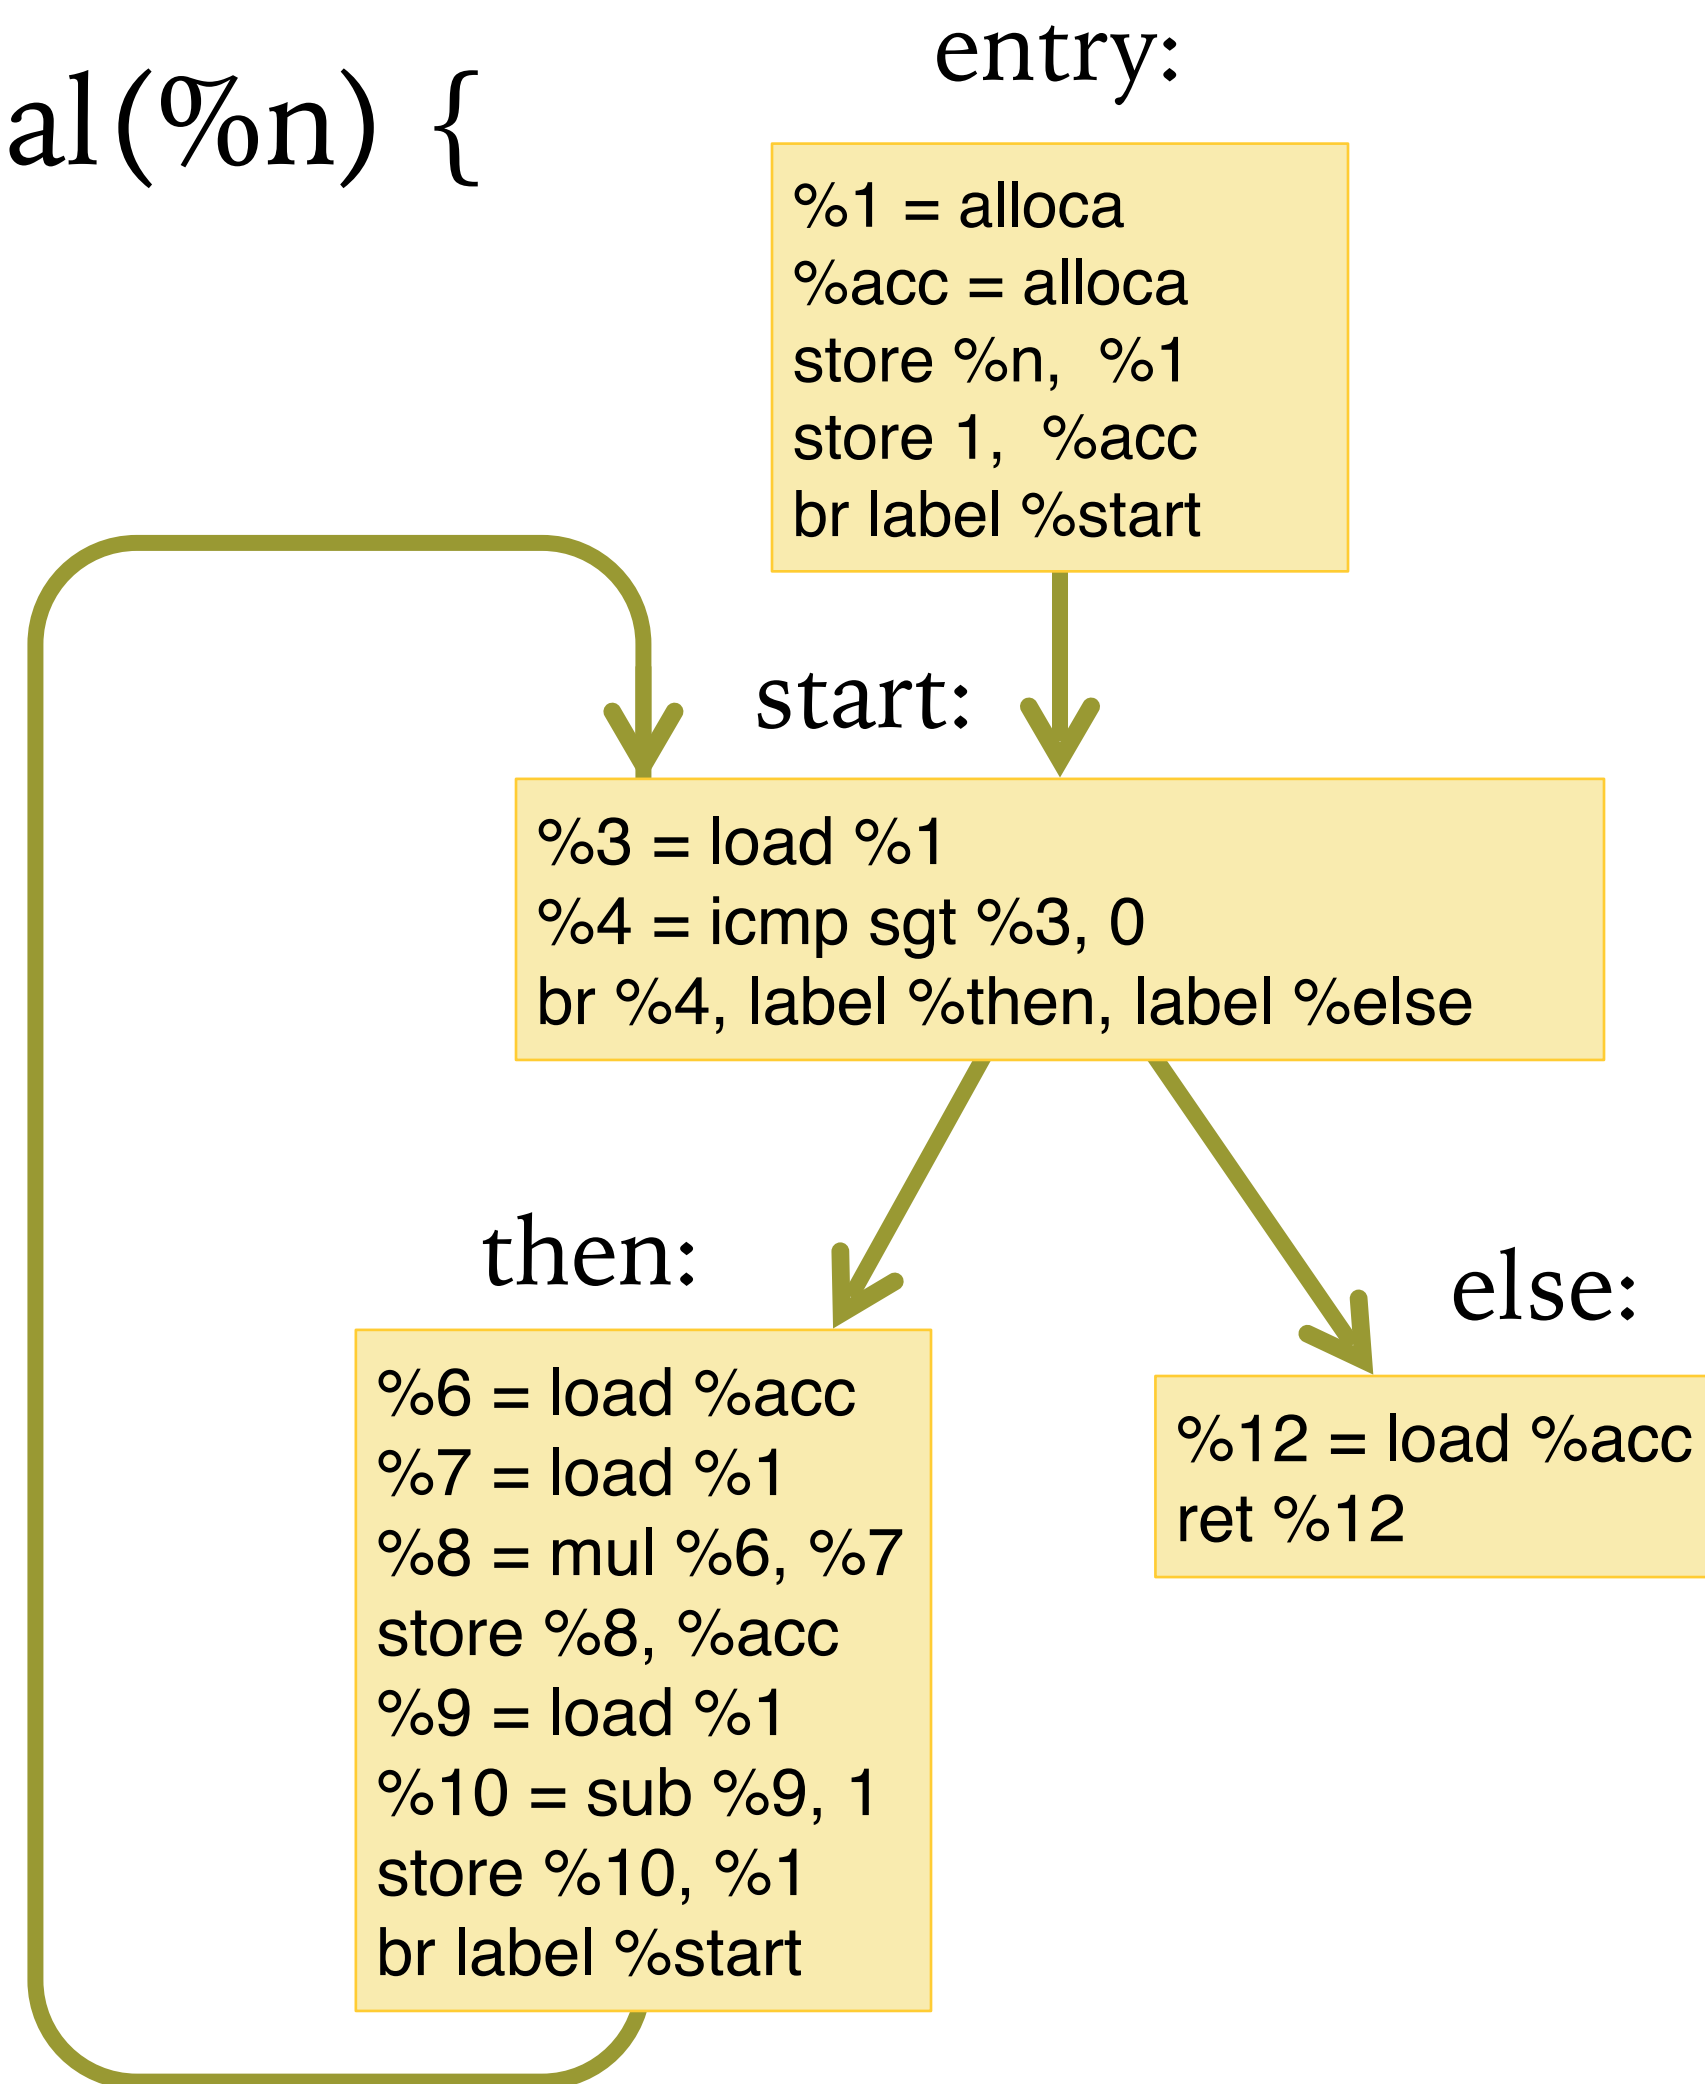 al(%n) {
entry:
%1 = alloca
%acc = alloca
store %n, %1
store 1, %acc
br label %start
start:
%3 = load %1
%4 = icmp sgt %3, 0
br %4, label %then, label %else
then:
%6 = load %acc
%7 = load %1
%8 = mul %6, %7
store %8, %acc
%9 = load %1
%10 = sub %9, 1
store %10, %1
br label %start
else:
%12 = load %acc
ret %12